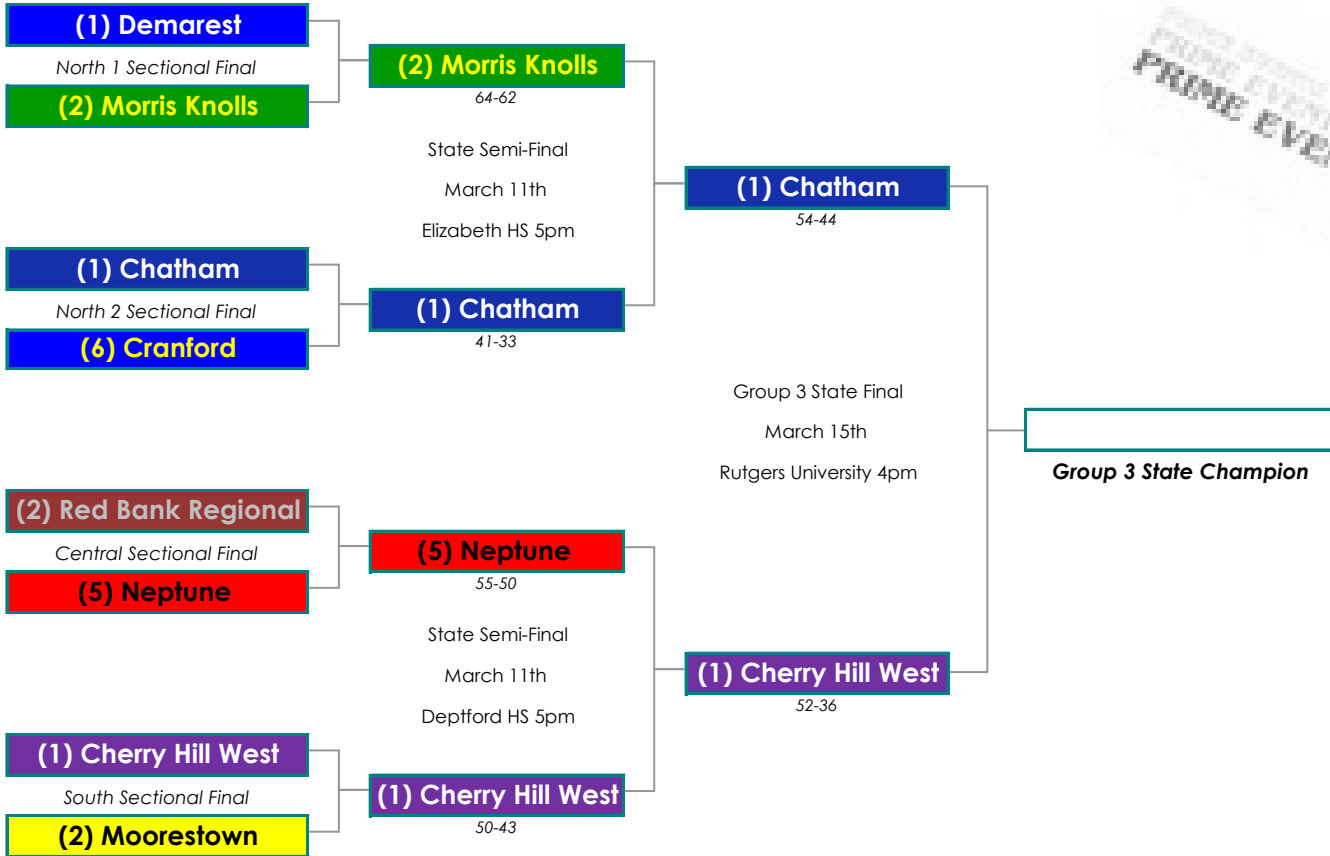 (1) Demarest
North 1 Sectional Final
(2) Morris Knolls
(2) Morris Knolls
64-62
State Semi-Final
March 11th
Elizabeth HS 5pm
(1) Chatham
North 2 Sectional Final
(6) Cranford
(1) Chatham
41-33
(1) Chatham
54-44
Group 3 State Final
March 15th
Rutgers University 4pm
Group 3 State Champion
(2) Red Bank Regional
Central Sectional Final
(5) Neptune
(5) Neptune
55-50
State Semi-Final
March 11th
Deptford HS 5pm
(1) Cherry Hill West
South Sectional Final
(2) Moorestown
(1) Cherry Hill West
50-43
(1) Cherry Hill West
52-36
PRIME EVENT
PRIME EVE